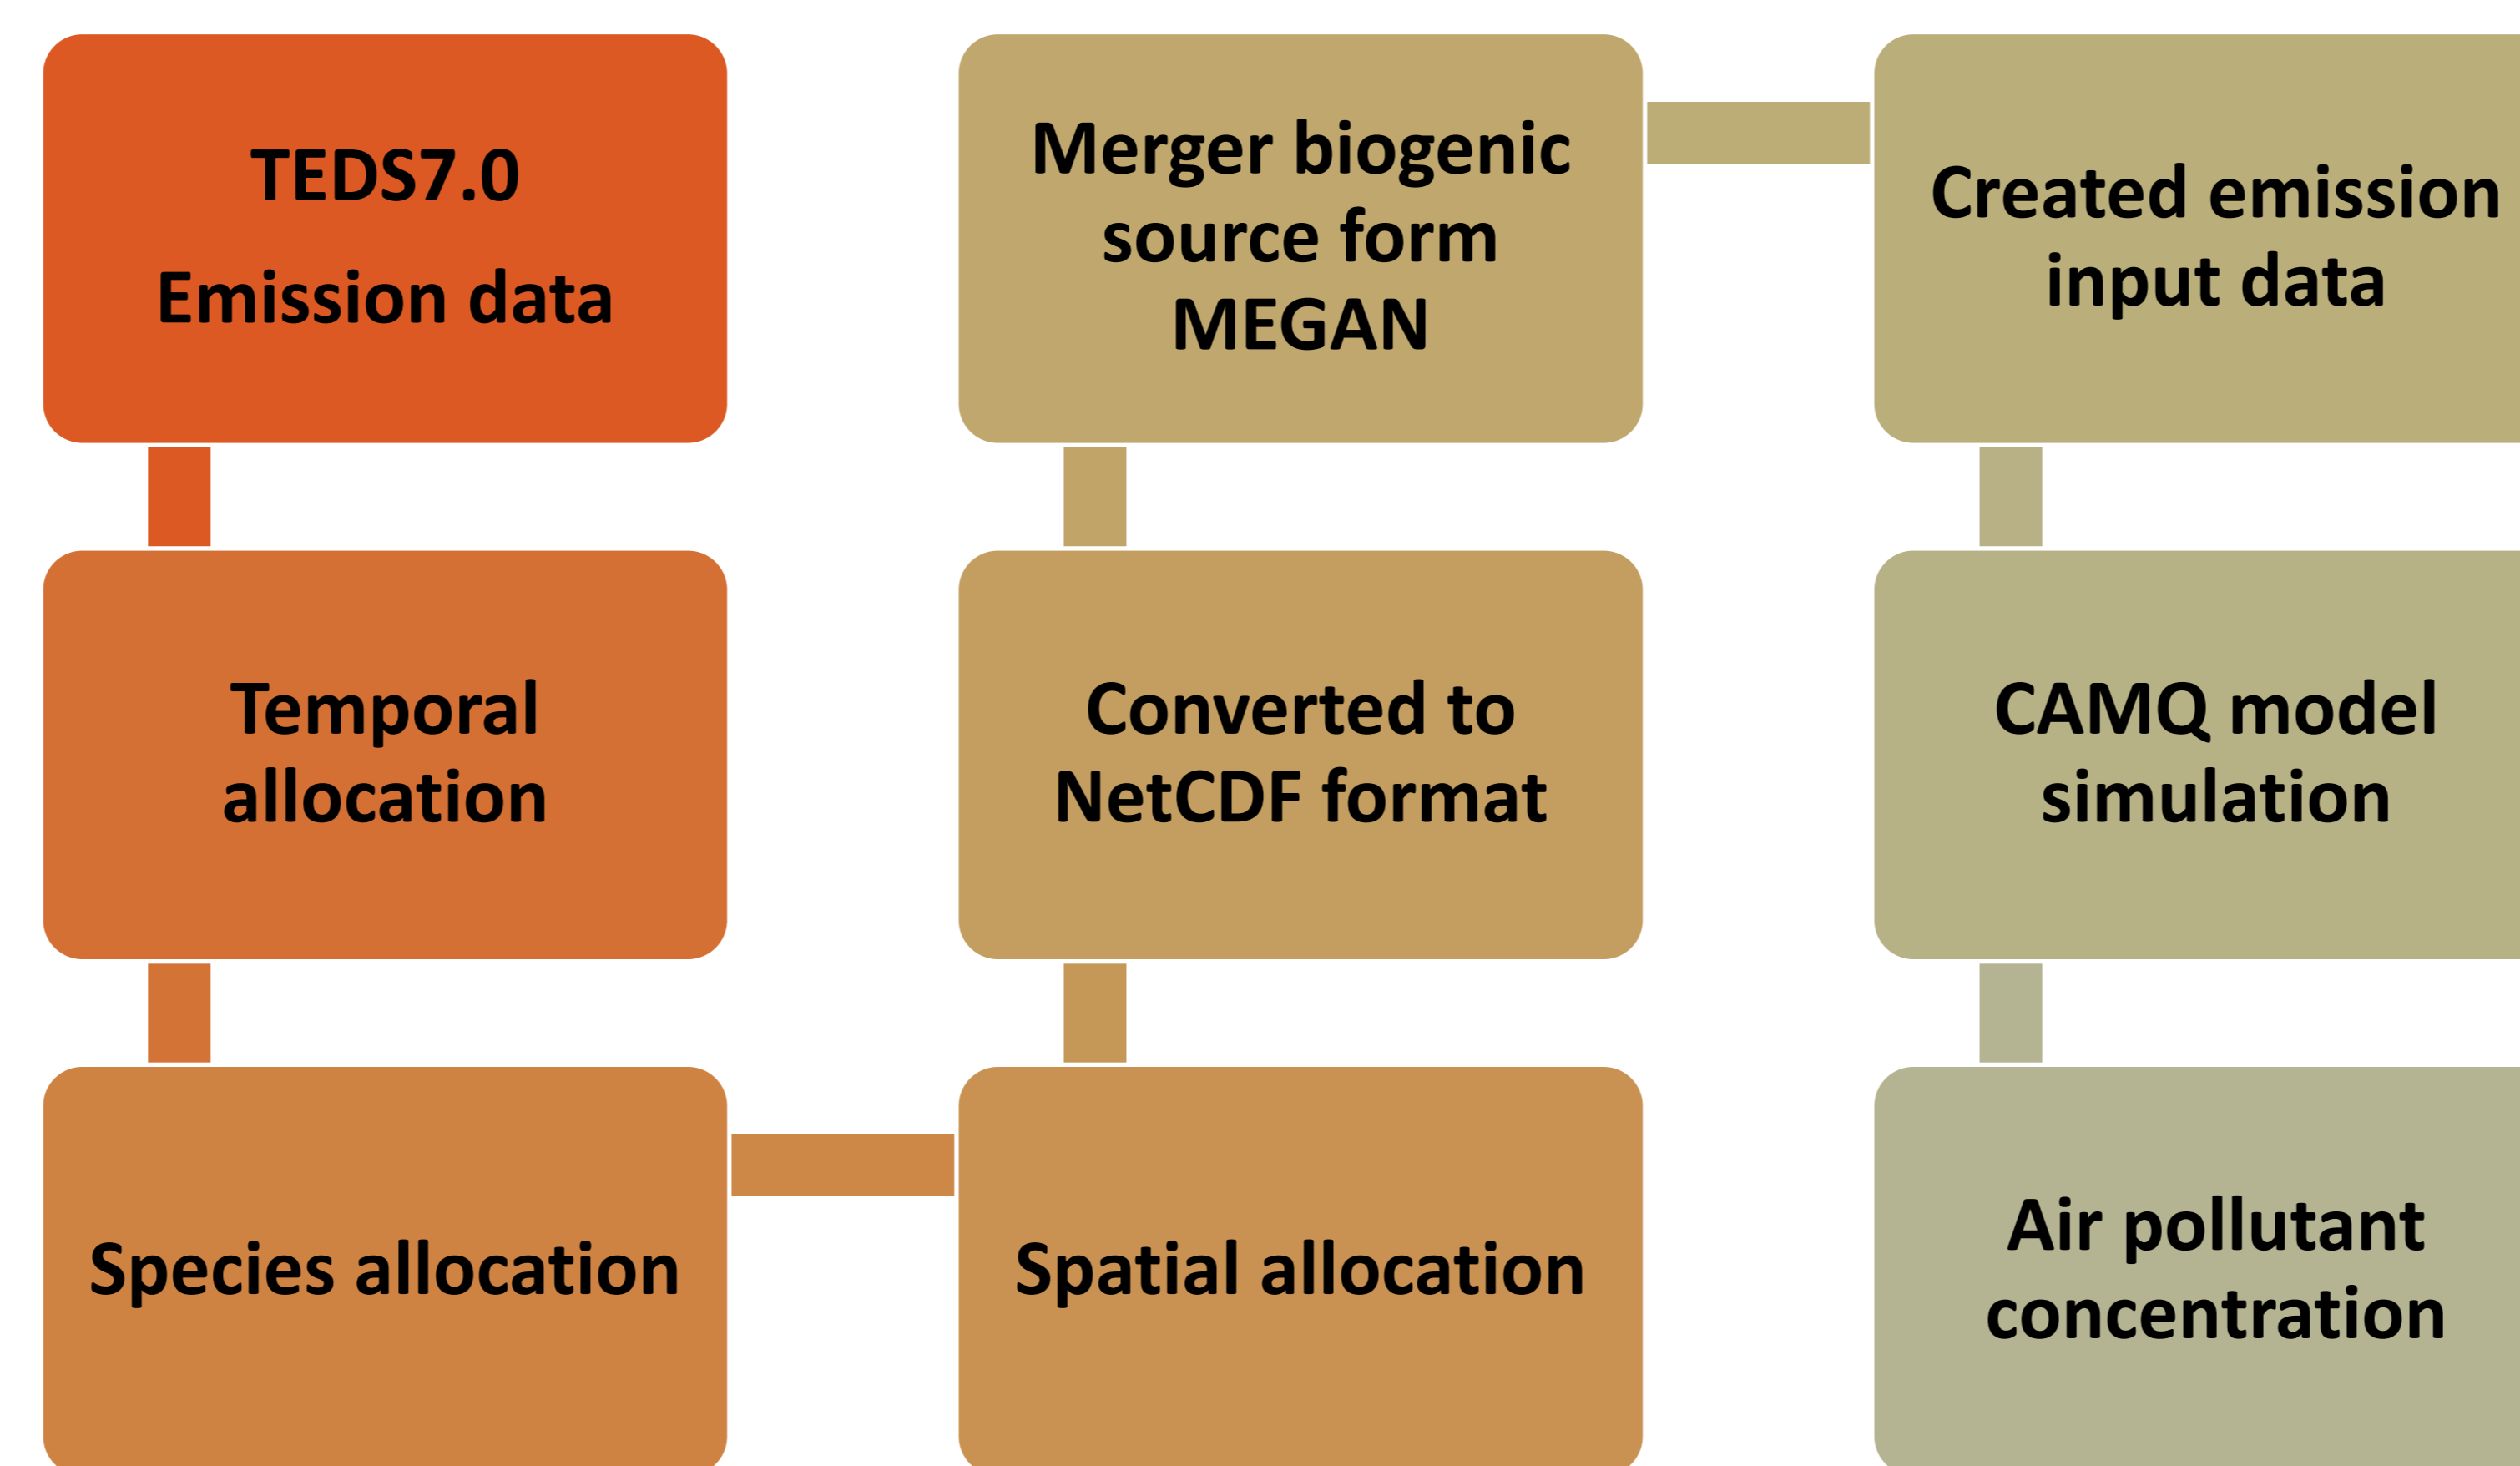 TEDS7.0
Emission data
Temporal
allocation
Species allocation
Spatial allocation
Converted to
NetCDF format
Merger biogenic
source form
MEGAN
Created emission
input data
CAMQ model
simulation
Air pollutant
concentration